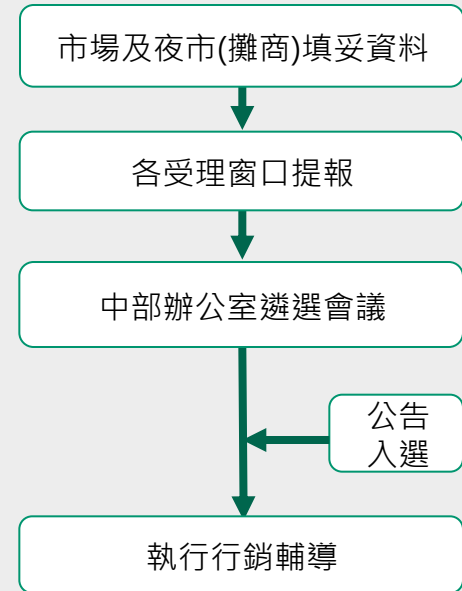 市場及夜市(攤商)填妥資料
各受理窗口提報
中部辦公室遴選會議
公告
入選
執行行銷輔導